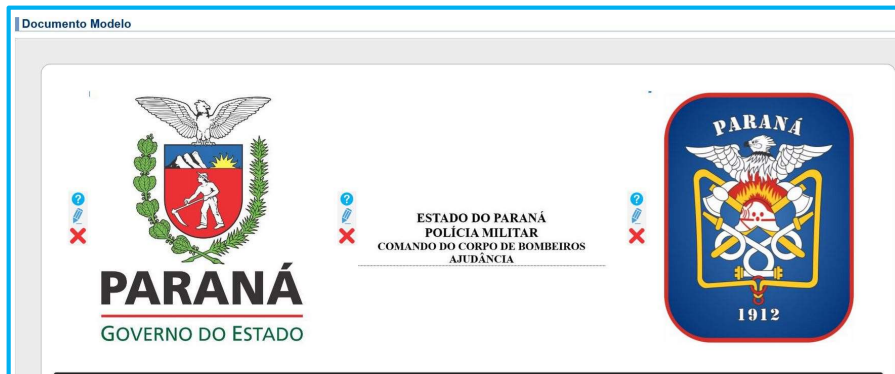 Documento Modelo
PARANÁ
GOVERNO DO ESTADO
ESTADO DO PARANÁ
POLÍCIA MILITAR
COMANDO DO CORPO DE BOMBEIROS
AJUDÂNCIA
PARANÁ
1912